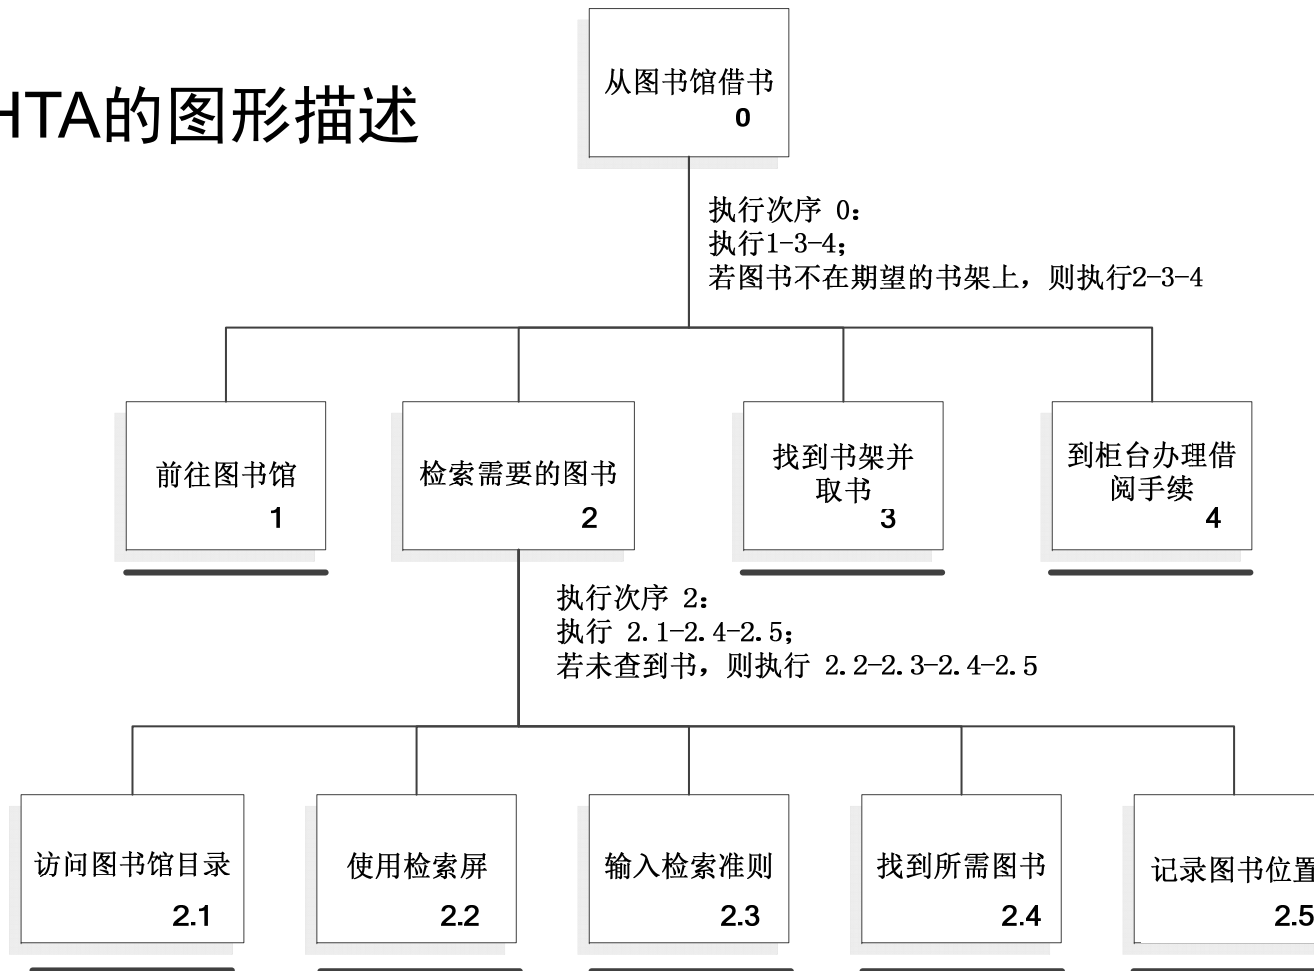 从图书馆借书
0
HTA的图形描述
执行次序 0:
执行1-3-4;
若图书不在期望的书架上，则执行2-3-4
前往图书馆
1
检索需要的图书
2
找到书架并
取书
3
到柜台办理借
阅手续
4
执行次序 2:
执行 2.1-2.4-2.5;
若未查到书，则执行 2.2-2.3-2.4-2.5
访问图书馆目录
2.1
使用检索屏
2.2
输入检索准则
2.3
找到所需图书
2.4
记录图书位置
2.5